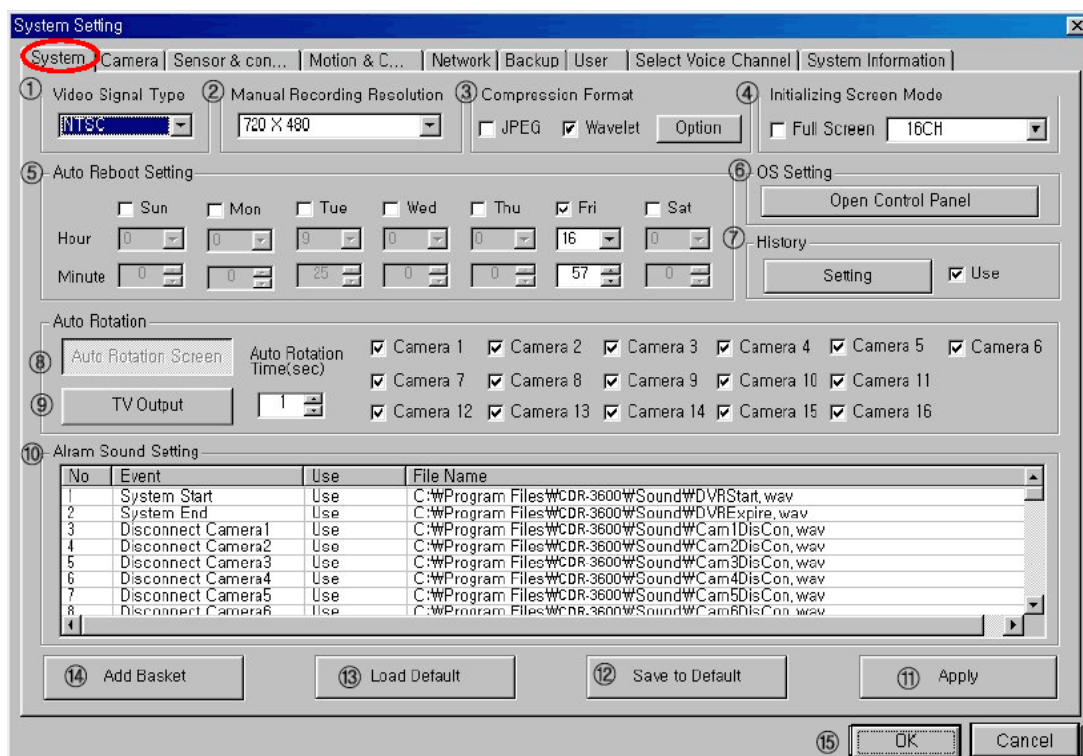 System Setting
System Camera Sensor & con... Motion & C... Network Backup User Select Voice Channel System Information
① Video Signal Type ② Manual Recording Resolution ③ Compression Format ④ Initializing Screen Mode
NTSC 720 X 480 JPEG Wavelet Option Full Screen 16CH
⑤ Auto Reboot Setting ⑥ OS Setting
Open Control Panel
Sun Mon Tue Wed Thu Fri Sat
Hour 0 0 9 0 0 16 0 ⑦ History
Minute 0 0 25 0 0 57 0 Setting Use
Auto Rotation
⑧ Auto Rotation Screen Auto Rotation Time(sec) Camera 1 Camera 2 Camera 3 Camera 4 Camera 5 Camera 6
Camera 7 Camera 8 Camera 9 Camera 10 Camera 11
⑨ TV Output 1 Camera 12 Camera 13 Camera 14 Camera 15 Camera 16
⑩ Alram Sound Setting
No Event Use File Name
1 System Start Use C:₩Program Files₩CDR-3600₩Sound₩DVRStart.wav
2 System End Use C:₩Program Files₩CDR-3600₩Sound₩DVRExpire.wav
3 Disconnect Camera1 Use C:₩Program Files₩CDR-3600₩Sound₩Cam1DisCon.wav
4 Disconnect Camera2 Use C:₩Program Files₩CDR-3600₩Sound₩Cam2DisCon.wav
5 Disconnect Camera3 Use C:₩Program Files₩CDR-3600₩Sound₩Cam3DisCon.wav
6 Disconnect Camera4 Use C:₩Program Files₩CDR-3600₩Sound₩Cam4DisCon.wav
7 Disconnect Camera5 Use C:₩Program Files₩CDR-3600₩Sound₩Cam5DisCon.wav
8 Disconnect Camera6 Use C:₩Program Files₩CDR-3600₩Sound₩Cam6DisCon.wav
⑭ Add Basket ⑬ Load Default ⑫ Save to Default ⑪ Apply
⑮ OK Cancel